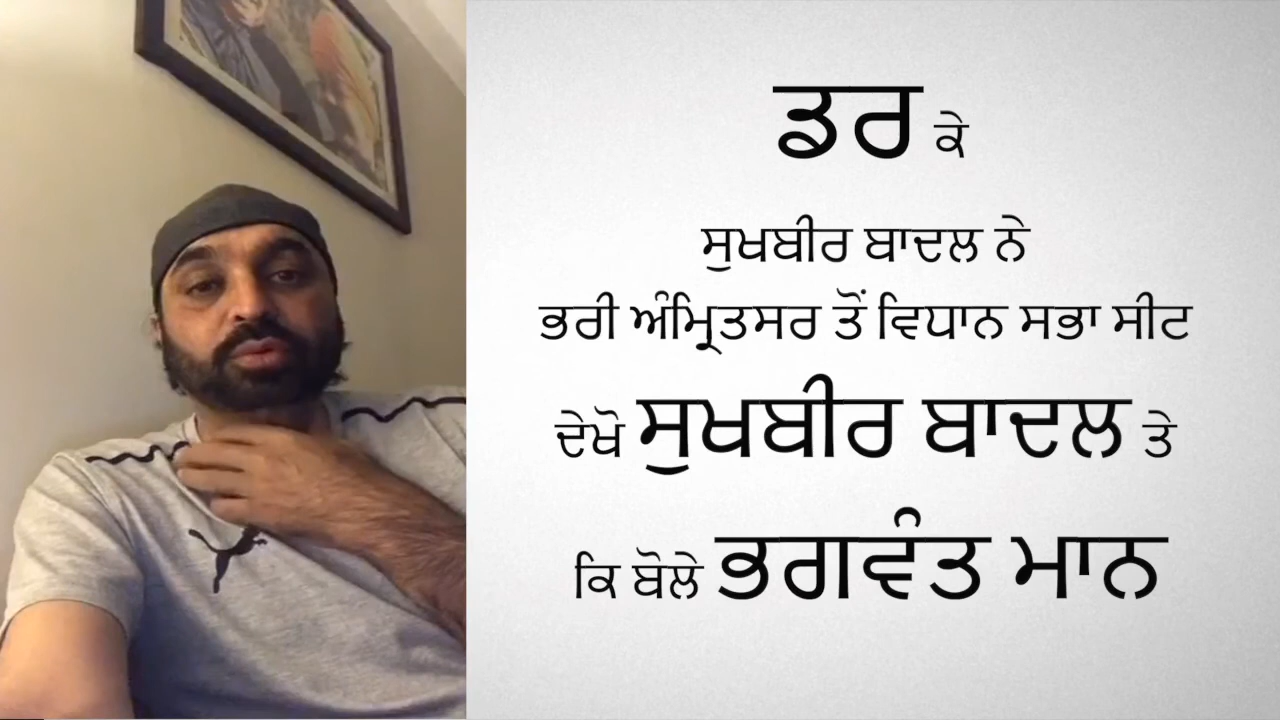 ਡਰ ਕੇ
ਸੁਖਬੀਰ ਬਾਦਲ ਨੇ
ਭਰੀ ਅੰਮ੍ਰਿਤਸਰ ਤੋਂ ਵਿਧਾਨ ਸਭਾ ਸੀਟ
ਦੇਖੋ ਸੁਖਬੀਰ ਬਾਦਲ ਤੇ
ਕਿ ਬੋਲੇ ਭਗਵੰਤ ਮਾਨ